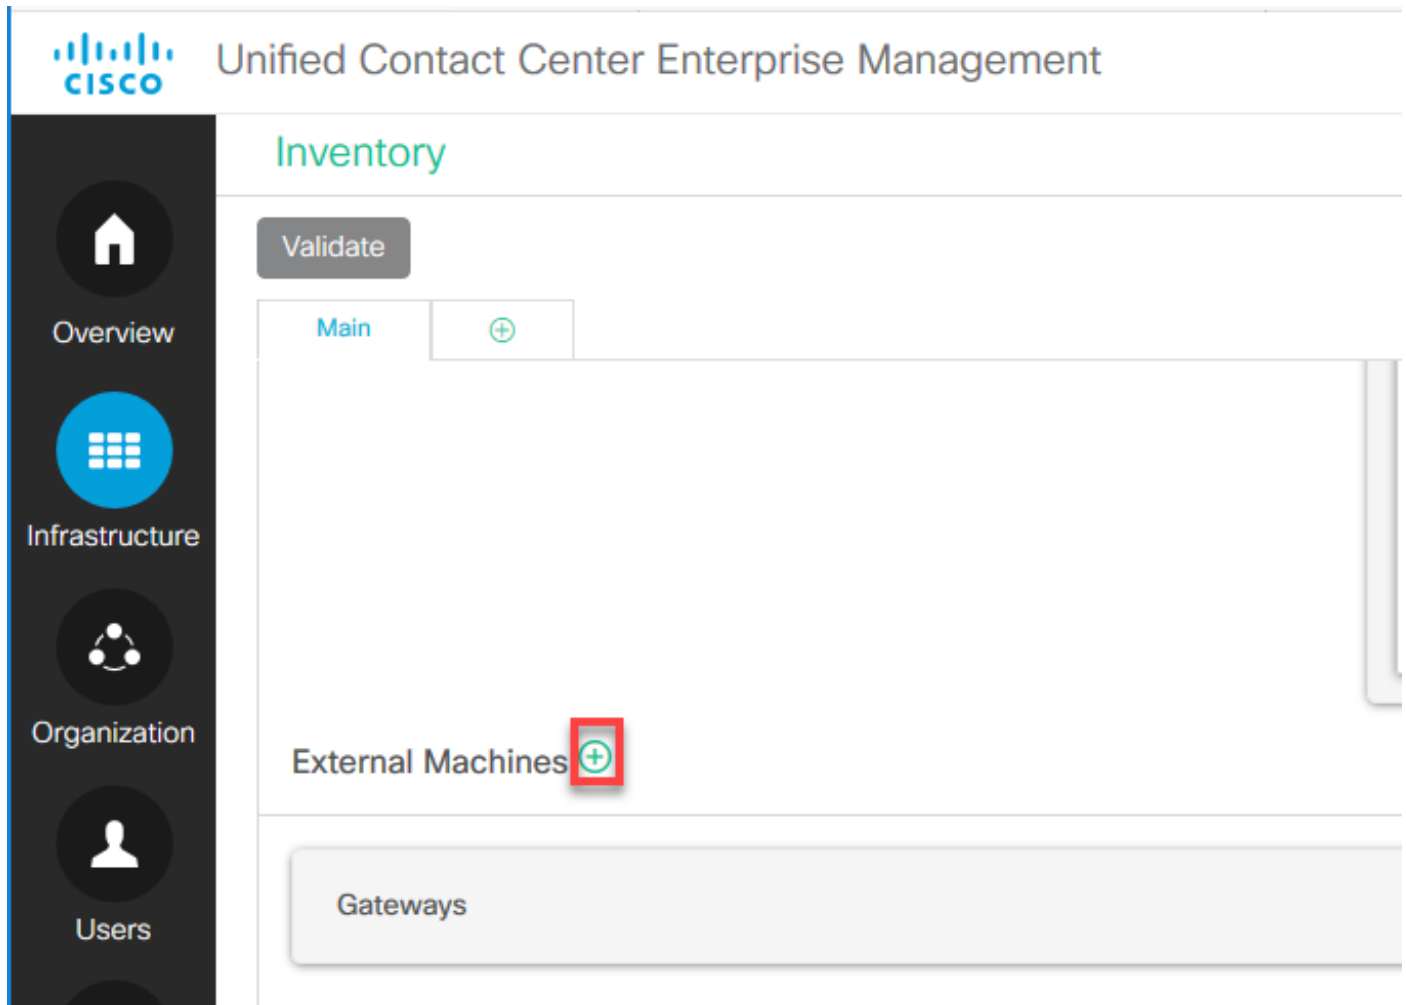 CISCO
Unified Contact Center Enterprise Management
Inventory
Validate
Main
Overview
Infrastructure
Organization
External Machines
Users
Gateways